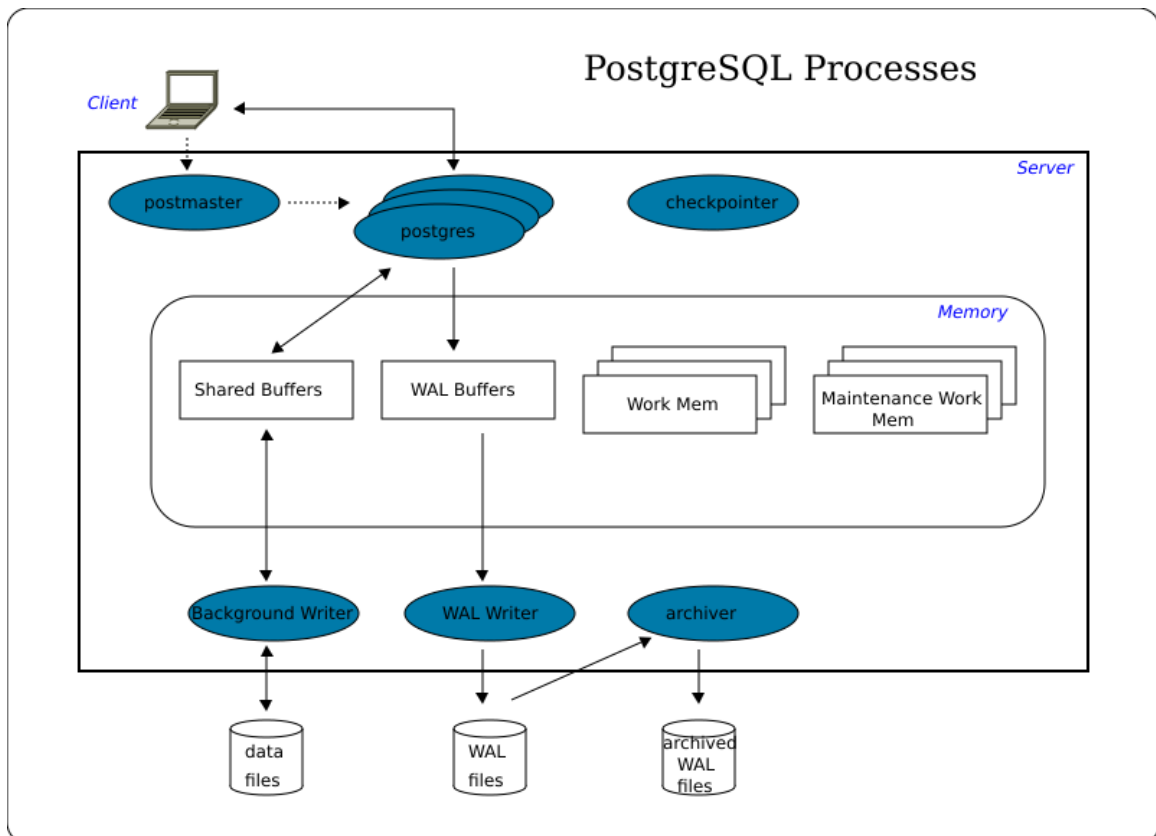 PostgreSQL Processes
Client
Server
postmaster
postgres
checkpointer
Memory
Shared Buffers
WAL Buffers
Work Mem
Maintenance Work
Mem
Background Writer
WAL Writer
archiver
data
files
WAL
files
archived
WAL
files